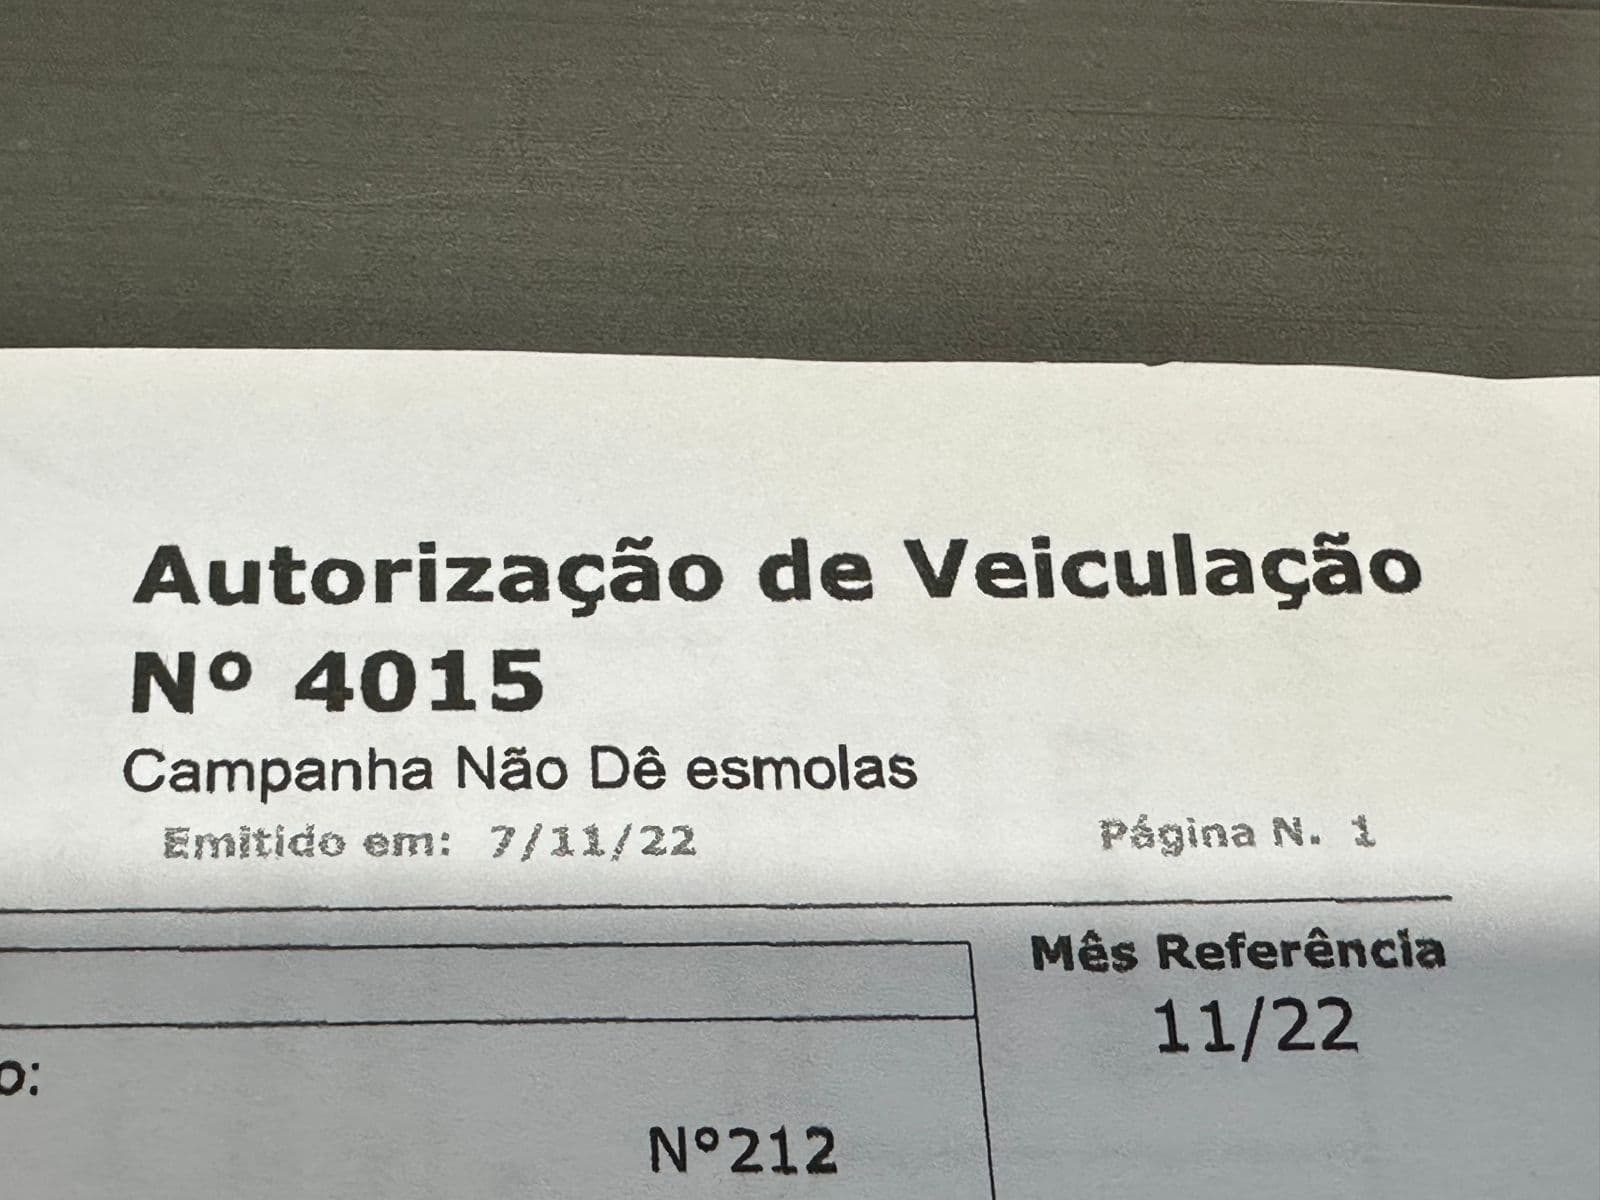 Autorização de Veiculação
Nº 4015
Campanha Não Dê esmolas
Emitido em: 7/11/22 Página N. 1
Mês Referência
11/22
o:
Nº212